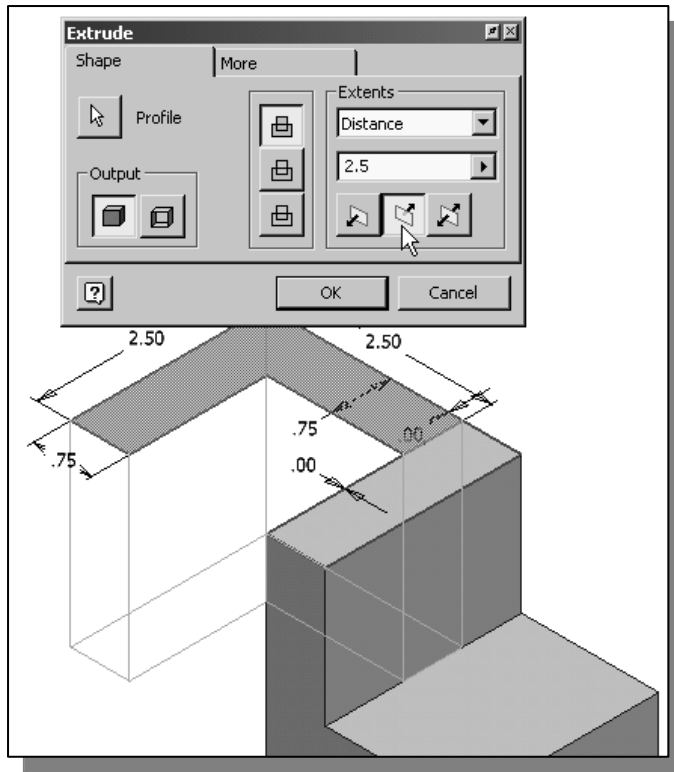 Extrude
Shape
More
Profile
Extents
Distance
2.5
Output
OK
Cancel
2.50
2.50
.75
.00
.75
.00